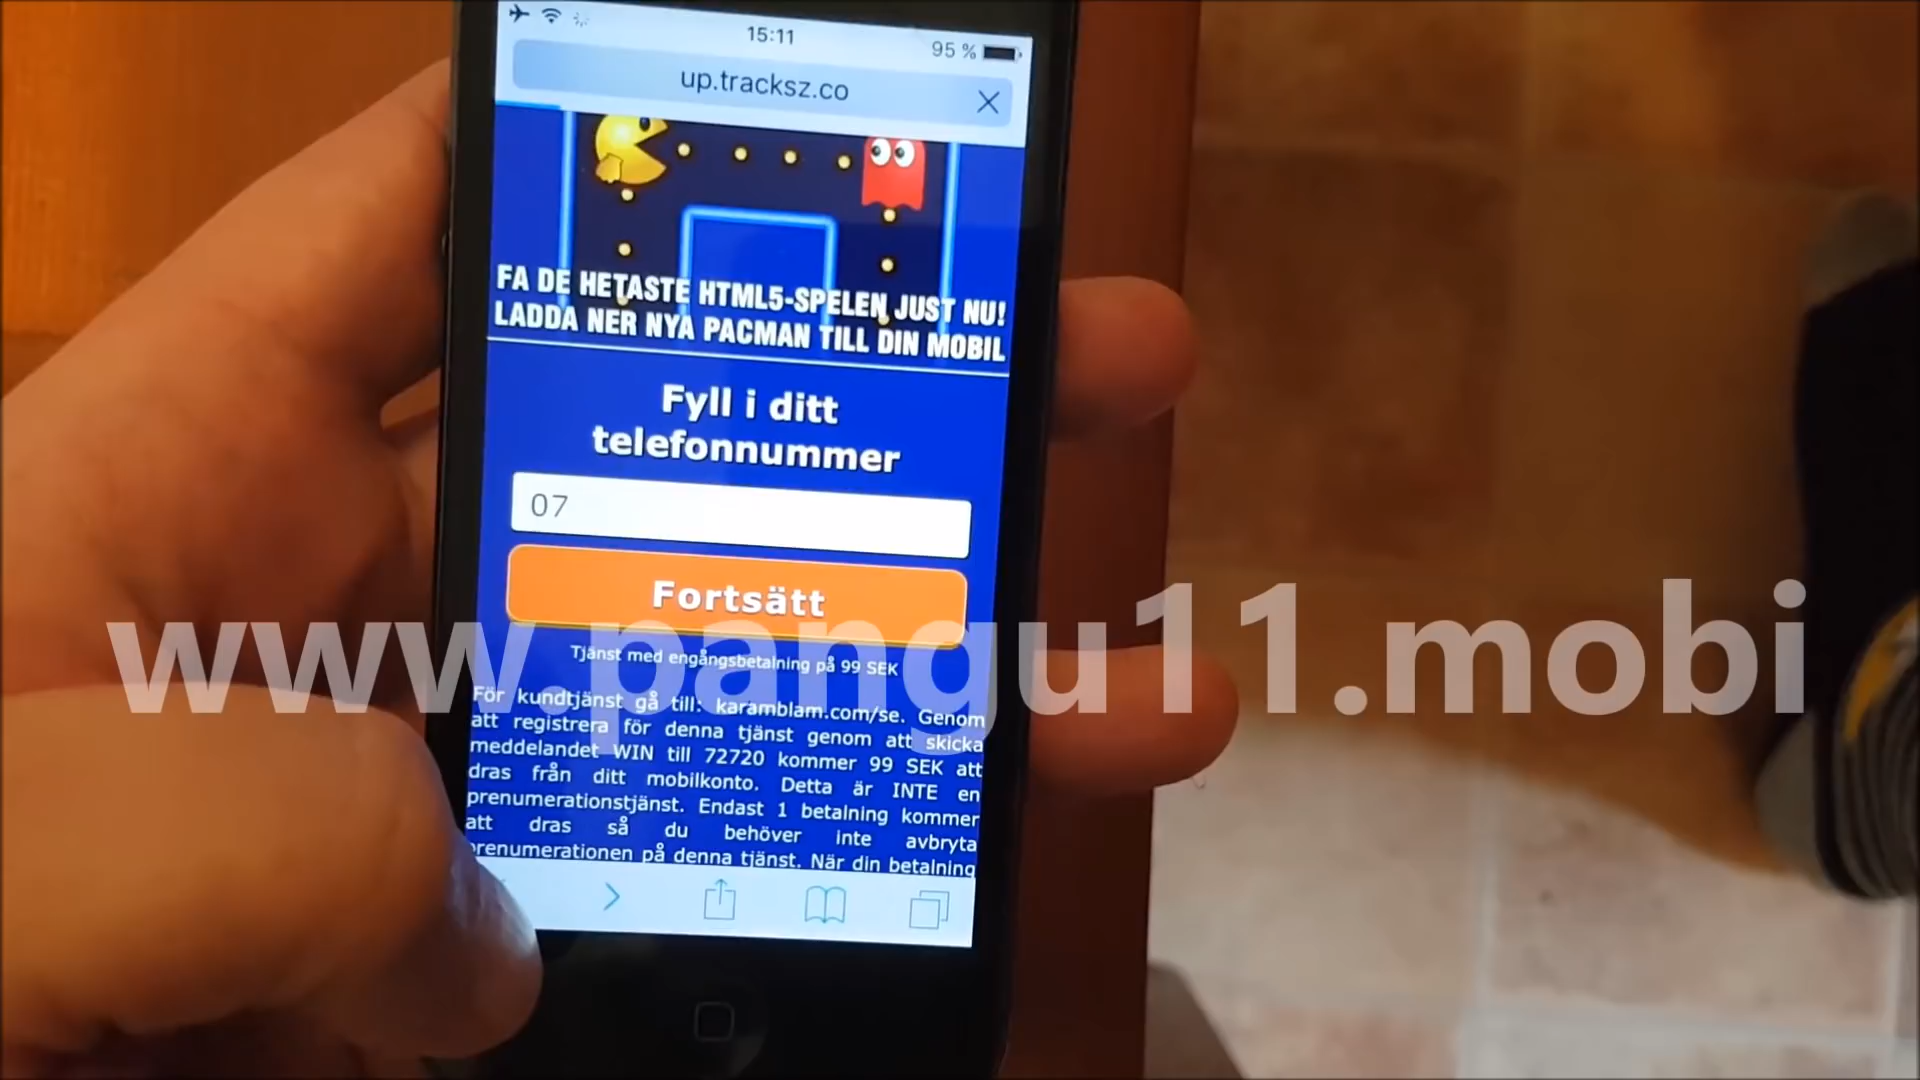 15:11
95 %
up.tracksz.co
FA DE HETASTE HTML5-SPELEN JUST NU!
LADDA NER NYA PACMAN TILL DIN MOBIL
Fyll i ditt
telefonnummer
07
Fortsätt
Tjänst med engångsbetalning på 99 SEK
För kundtjänst gå till: karamblam.com/se. Genom
att registrera för denna tjänst genom att skicka
meddelandet WIN till 72720 kommer 99 SEK att
dras från ditt mobilkonto. Detta är INTE en
prenumerationstjänst. Endast 1 betalning kommer
att dras så du behöver inte avbryta
prenumerationen på denna tjänst. När din betalning
www.pangu11.mobi